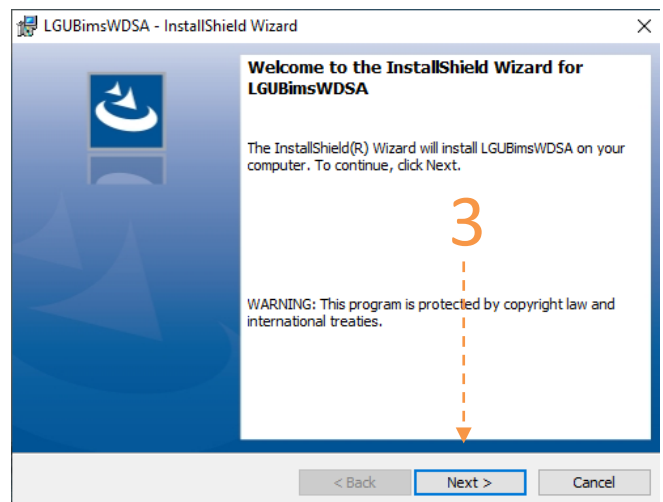 LGUBimsWDSA - InstallShield Wizard
Welcome to the InstallShield Wizard for
LGUBimsWDSA
The InstallShield(R) Wizard will install LGUBimsWDSA on your
computer. To continue, click Next.
3
WARNING: This program is protected by copyright law and
international treaties.
< Back
Next >
Cancel